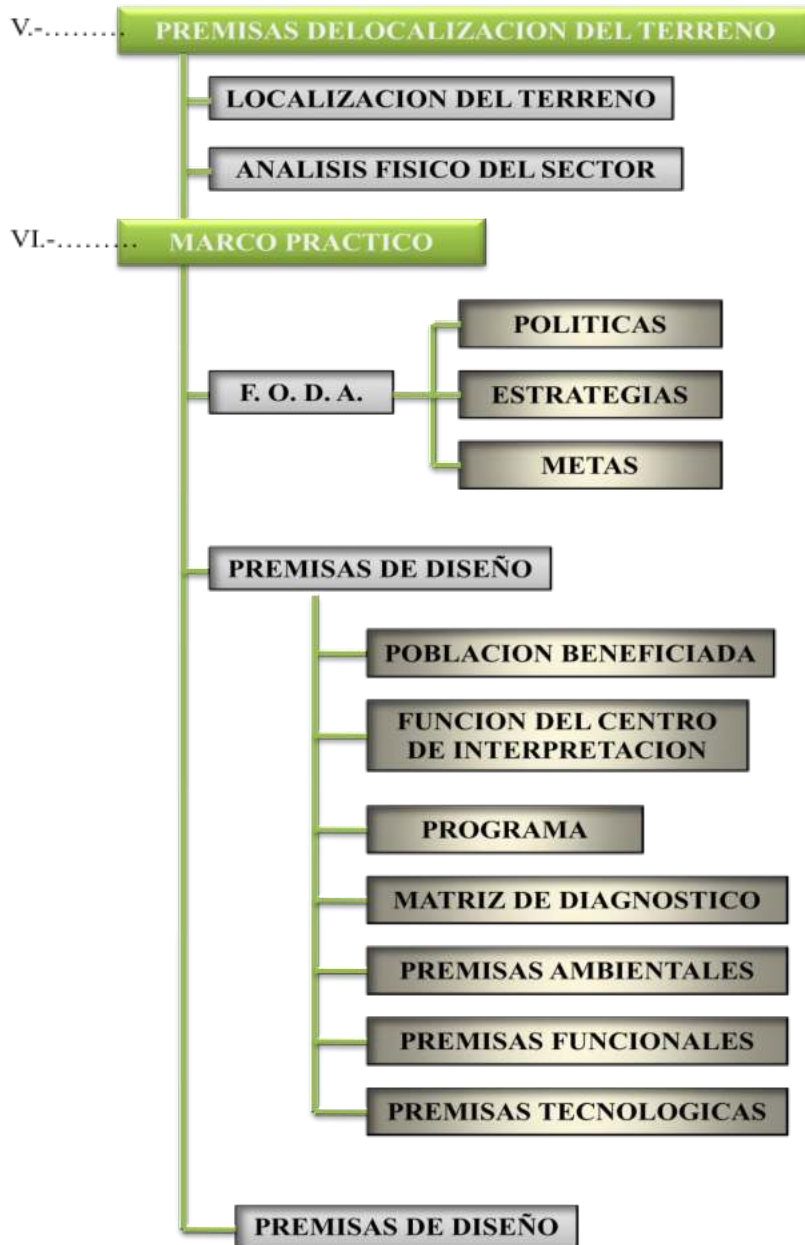 V.-......... PREMISAS DELOCALIZACION DEL TERRENO
LOCALIZACION DEL TERRENO
ANALISIS FISICO DEL SECTOR
VI.-......... MARCO PRACTICO
POLITICAS
F. O. D. A.
ESTRATEGIAS
METAS
PREMISAS DE DISEÑO
POBLACION BENEFICIADA
FUNCION DEL CENTRO
DE INTERPRETACION
PROGRAMA
MATRIZ DE DIAGNOSTICO
PREMISAS AMBIENTALES
PREMISAS FUNCIONALES
PREMISAS TECNOLOGICAS
PREMISAS DE DISEÑO